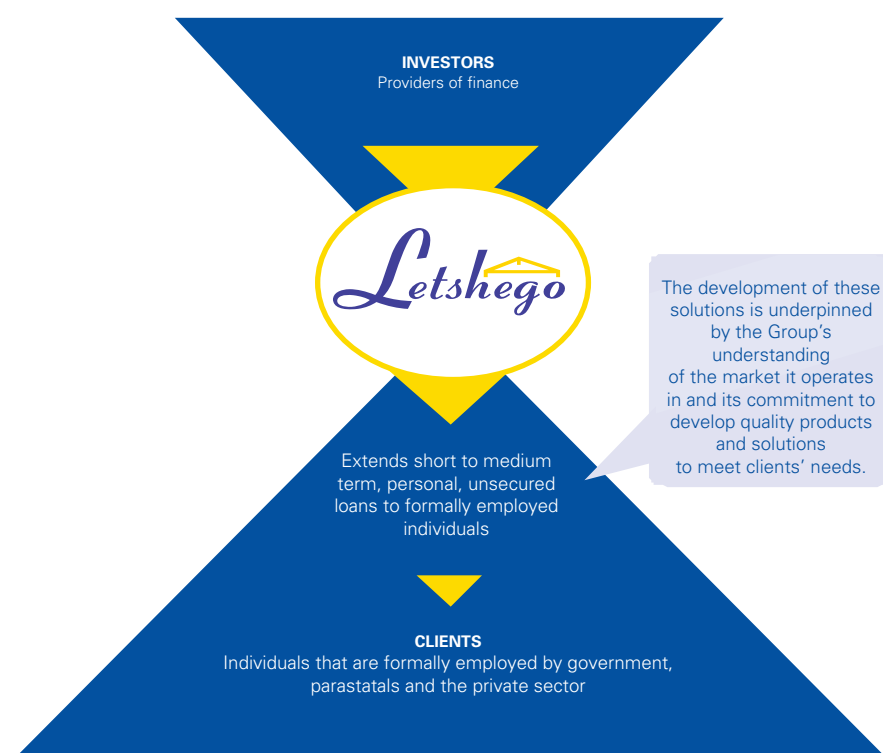 INVESTORS
Providers of finance
Letshego
The development of these
solutions is underpinned
by the Group's
understanding
of the market it operates
in and its commitment to
develop quality products
and solutions
to meet clients' needs.
Extends short to medium
term, personal, unsecured
loans to formally employed
individuals
CLIENTS
Individuals that are formally employed by government,
parastatals and the private sector